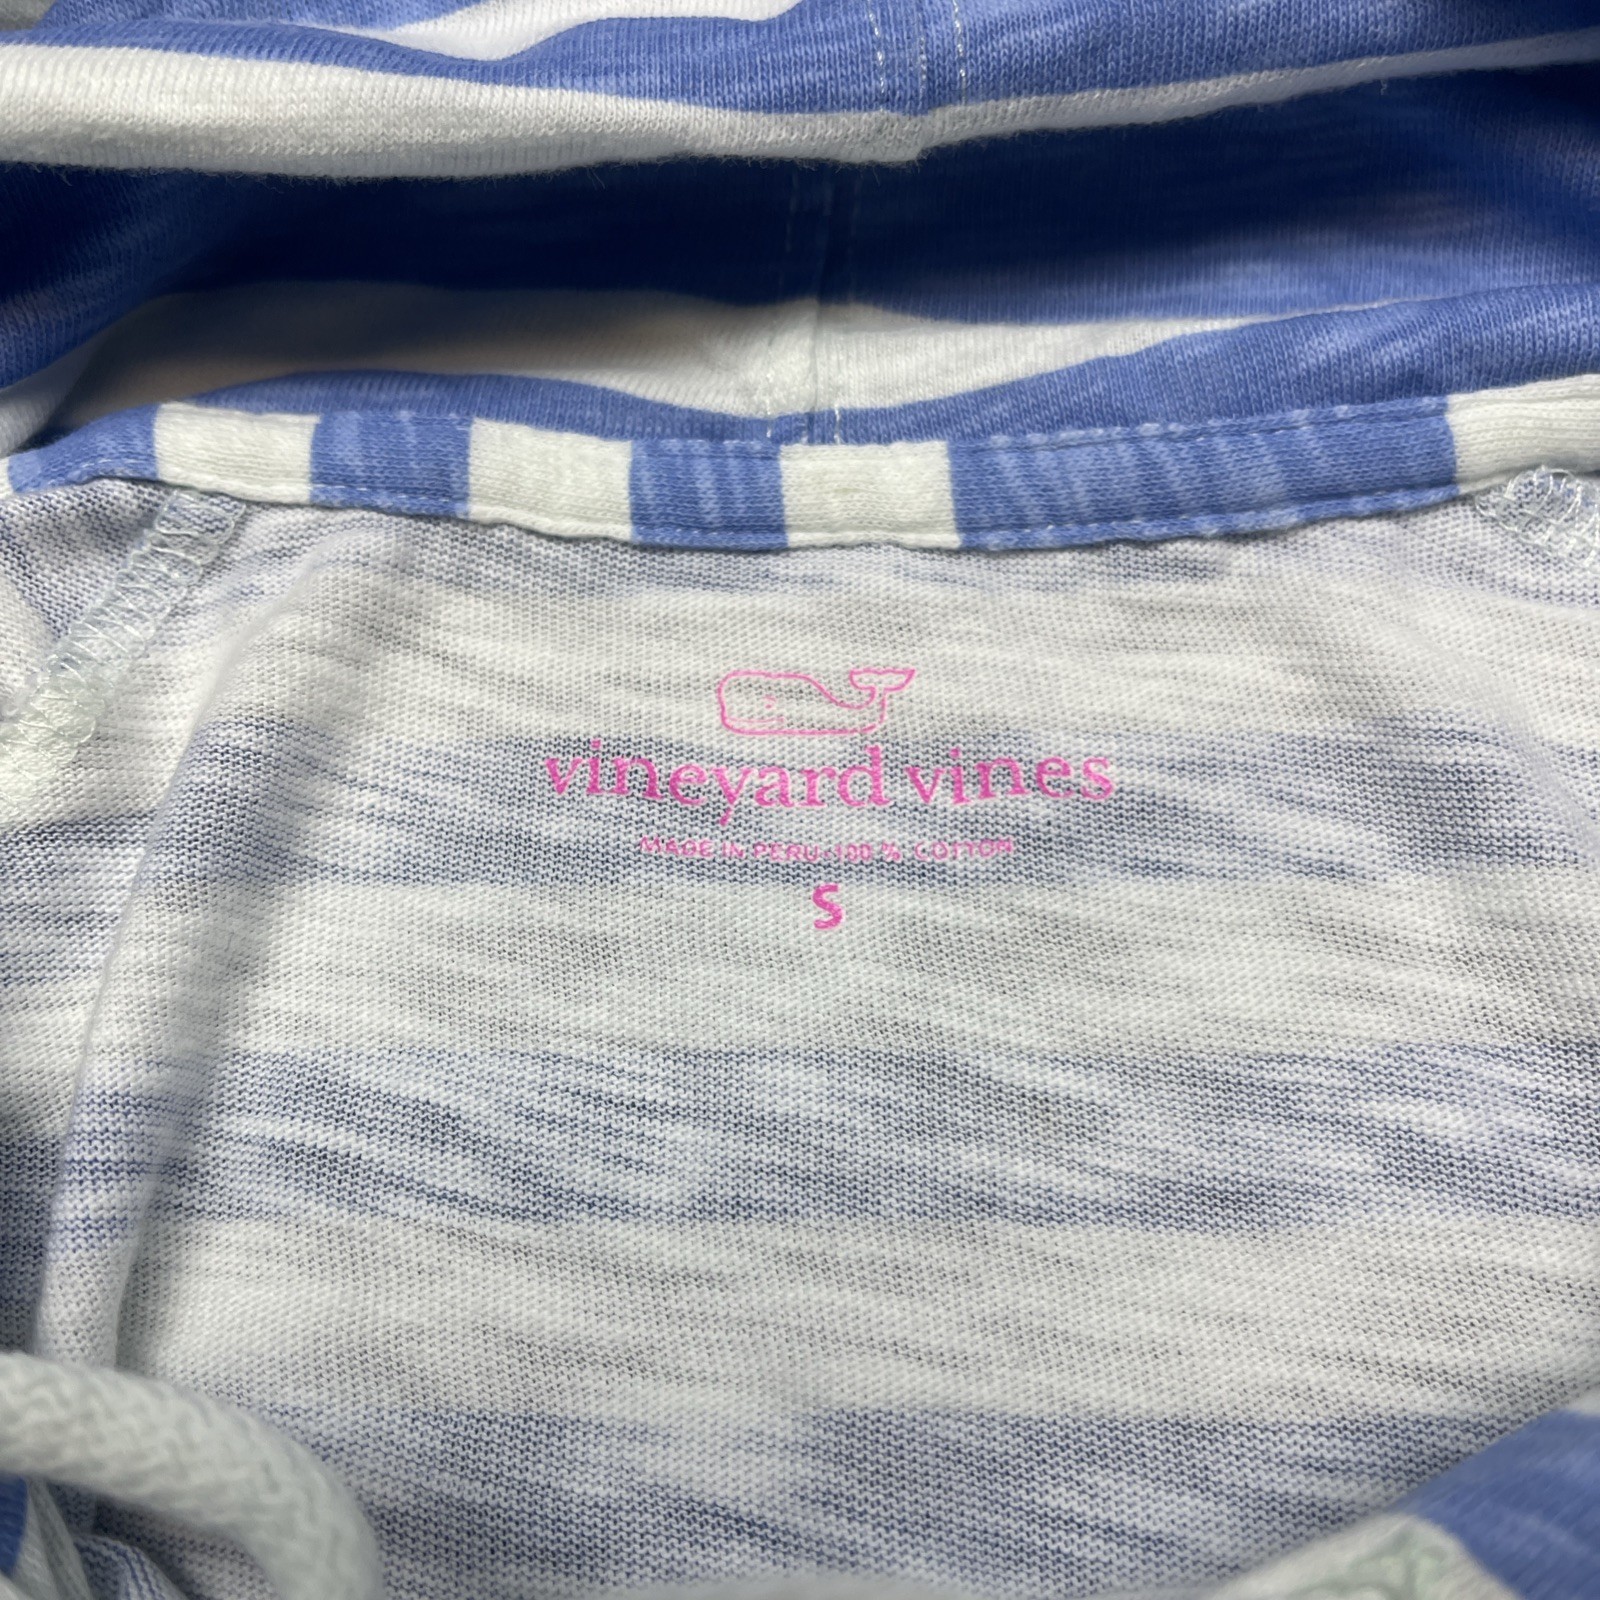 vineyard vines
MADE IN PERU•100% COTTON
S